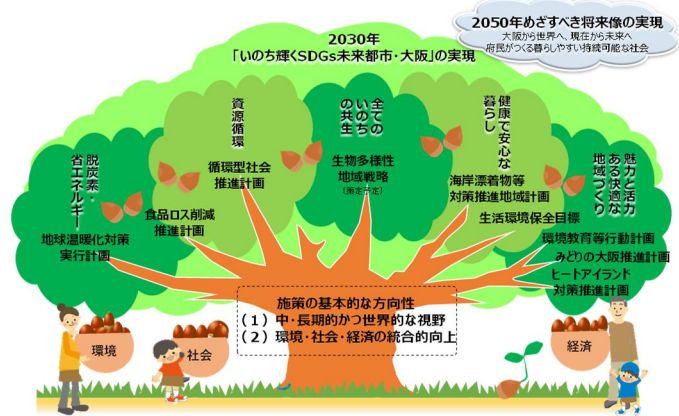 2050年めざすべき将来像の実現
大阪から世界へ、現在から未来へ
府民がつくる暮らしやすい持続可能な社会
2030年
「いのち輝くSDGs未来都市・大阪」の実現
脱炭素・
省エネルギー
地球温暖化対策
実行計画
資源循環
循環型社会
推進計画
食品ロス削減
推進計画
全ての
いのち
の共生
生物多様性
地域戦略
(策定予定)
健康で安心な
暮らし
海岸漂着物等
対策推進地域計画
生活環境保全目標
魅力と活力
ある快適な
地域づくり
環境教育等行動計画
みどりの大阪推進計画
ヒートアイランド
対策推進計画
施策の基本的な方向性
(1)中・長期的かつ世界的な視野
(2)環境・社会・経済の統合的向上
環境
社会
経済